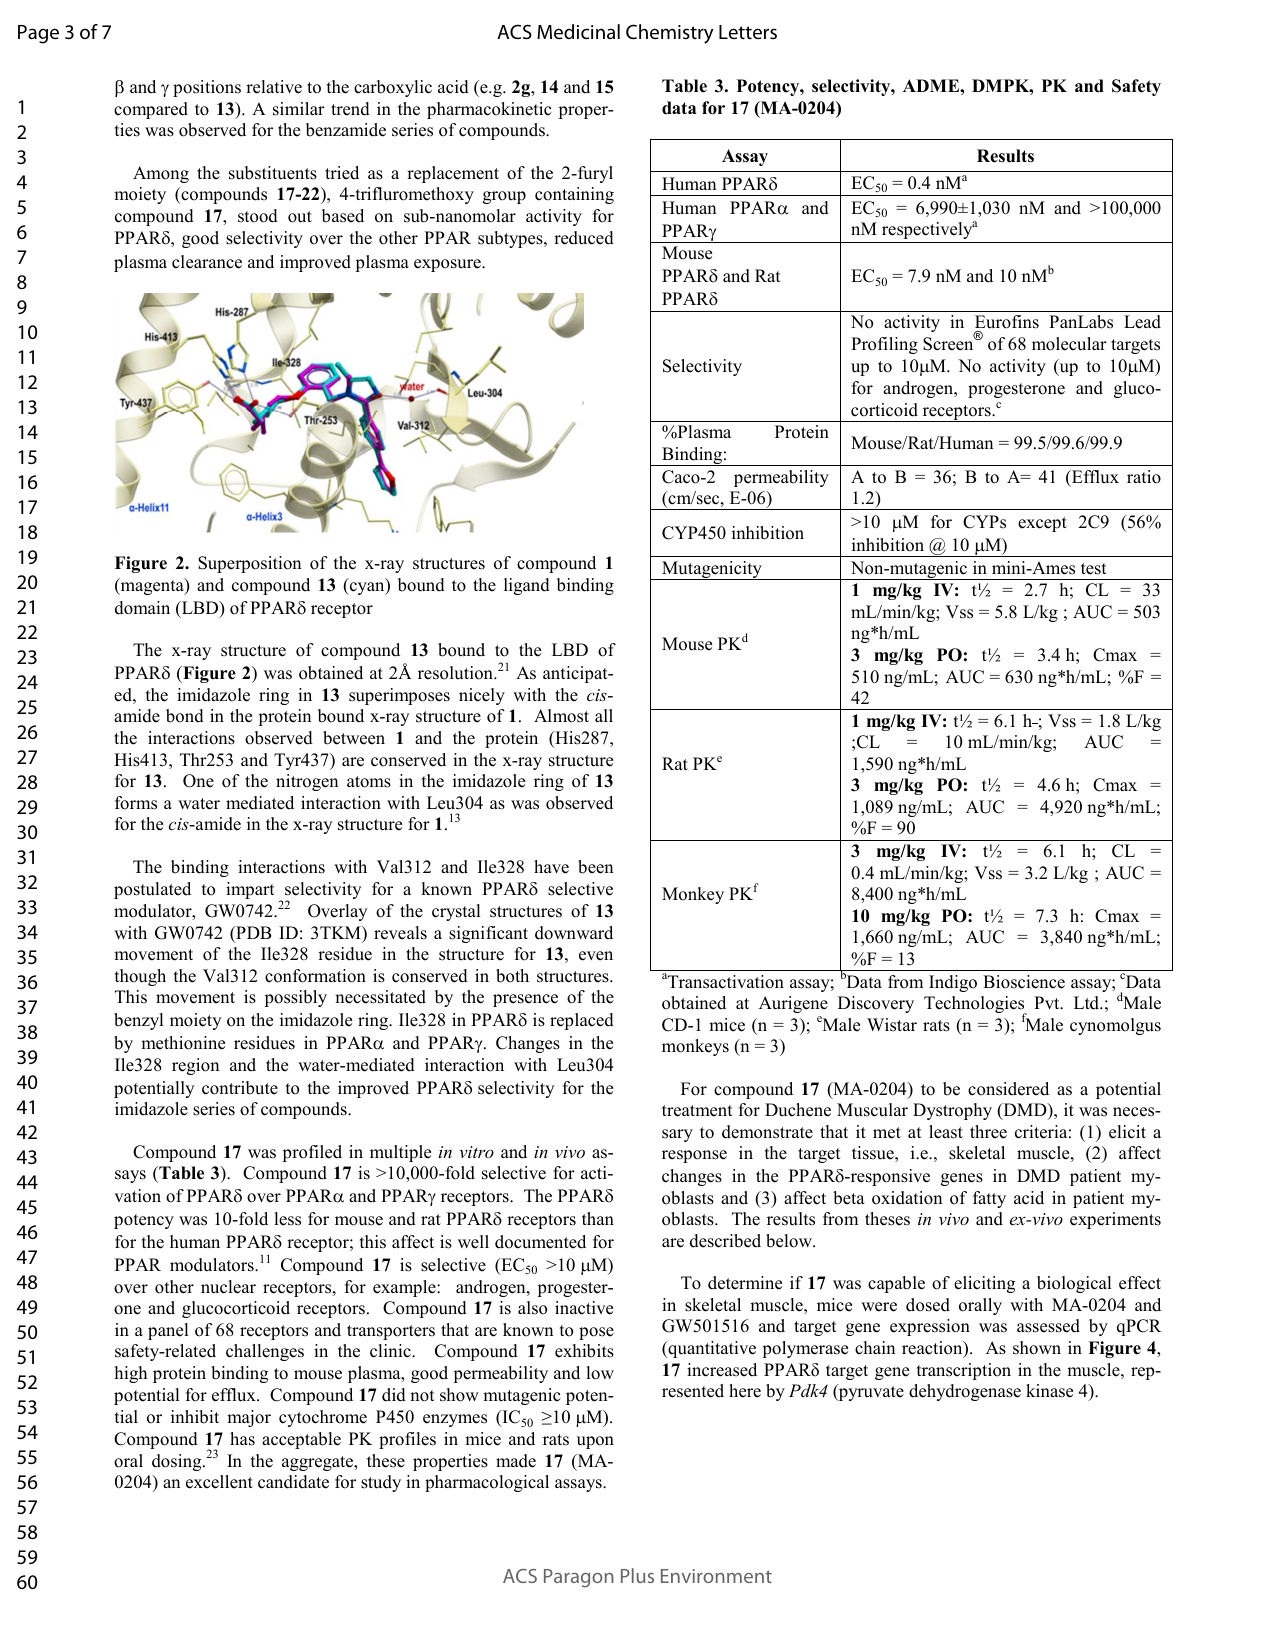 Page 3 of 7
ACS Medicinal Chemistry Letters
1
2
3
4
5
6
7
8
9
10
11
12
13
14
15
16
17
18
19
20
21
22
23
24
25
26
27
28
29
30
31
32
33
34
35
36
37
38
39
40
41
42
43
44
45
46
47
48
49
50
51
52
53
54
55
56
57
58
59
60
β and γ positions relative to the carboxylic acid (e.g. 2g, 14 and 15
compared to 13). A similar trend in the pharmacokinetic proper-
ties was observed for the benzamide series of compounds.
Among the substituents tried as a replacement of the 2-furyl
moiety (compounds 17-22), 4-trifluromethoxy group containing
compound 17, stood out based on sub-nanomolar activity for
PPARδ, good selectivity over the other PPAR subtypes, reduced
plasma clearance and improved plasma exposure.
His-287
His-413
Ile-328
water
Leu-304
Tyr-437
Thr-253
Val-312
α-Helix11
α-Helix3
Figure 2. Superposition of the x-ray structures of compound 1
(magenta) and compound 13 (cyan) bound to the ligand binding
domain (LBD) of PPARδ receptor
The x-ray structure of compound 13 bound to the LBD of
PPARδ (Figure 2) was obtained at 2Å resolution.21 As anticipat-
ed, the imidazole ring in 13 superimposes nicely with the cis-
amide bond in the protein bound x-ray structure of 1. Almost all
the interactions observed between 1 and the protein (His287,
His413, Thr253 and Tyr437) are conserved in the x-ray structure
for 13. One of the nitrogen atoms in the imidazole ring of 13
forms a water mediated interaction with Leu304 as was observed
for the cis-amide in the x-ray structure for 1.13
The binding interactions with Val312 and Ile328 have been
postulated to impart selectivity for a known PPARδ selective
modulator, GW0742.22 Overlay of the crystal structures of 13
with GW0742 (PDB ID: 3TKM) reveals a significant downward
movement of the Ile328 residue in the structure for 13, even
though the Val312 conformation is conserved in both structures.
This movement is possibly necessitated by the presence of the
benzyl moiety on the imidazole ring. Ile328 in PPARδ is replaced
by methionine residues in PPARα and PPARγ. Changes in the
Ile328 region and the water-mediated interaction with Leu304
potentially contribute to the improved PPARδ selectivity for the
imidazole series of compounds.
Compound 17 was profiled in multiple in vitro and in vivo as-
says (Table 3). Compound 17 is >10,000-fold selective for acti-
vation of PPARδ over PPARα and PPARγ receptors. The PPARδ
potency was 10-fold less for mouse and rat PPARδ receptors than
for the human PPARδ receptor; this affect is well documented for
PPAR modulators.11 Compound 17 is selective (EC50 >10 μM)
over other nuclear receptors, for example: androgen, progester-
one and glucocorticoid receptors. Compound 17 is also inactive
in a panel of 68 receptors and transporters that are known to pose
safety-related challenges in the clinic. Compound 17 exhibits
high protein binding to mouse plasma, good permeability and low
potential for efflux. Compound 17 did not show mutagenic poten-
tial or inhibit major cytochrome P450 enzymes (IC50 ≥10 μM).
Compound 17 has acceptable PK profiles in mice and rats upon
oral dosing.23 In the aggregate, these properties made 17 (MA-
0204) an excellent candidate for study in pharmacological assays.
Table 3. Potency, selectivity, ADME, DMPK, PK and Safety
data for 17 (MA-0204)
Assay
Results
Human PPARδ
EC50 = 0.4 nMa
Human PPARα and
PPARγ
EC50 = 6,990±1,030 nM and >100,000
nM respectivelya
Mouse
PPARδ and Rat
PPARδ
EC50 = 7.9 nM and 10 nMb
Selectivity
No activity in Eurofins PanLabs Lead
Profiling Screen® of 68 molecular targets
up to 10μM. No activity (up to 10μM)
for androgen, progesterone and gluco-
corticoid receptors.c
%Plasma Protein
Binding:
Mouse/Rat/Human = 99.5/99.6/99.9
Caco-2 permeability
(cm/sec, E-06)
A to B = 36; B to A= 41 (Efflux ratio
1.2)
CYP450 inhibition
>10 μM for CYPs except 2C9 (56%
inhibition @ 10 μM)
Mutagenicity
Non-mutagenic in mini-Ames test
Mouse PKd
1 mg/kg IV: t½ = 2.7 h; CL = 33
mL/min/kg; Vss = 5.8 L/kg ; AUC = 503
ng*h/mL
3 mg/kg PO: t½ = 3.4 h; Cmax =
510 ng/mL; AUC = 630 ng*h/mL; %F =
42
Rat PKe
1 mg/kg IV: t½ = 6.1 h-; Vss = 1.8 L/kg
;CL = 10 mL/min/kg; AUC =
1,590 ng*h/mL
3 mg/kg PO: t½ = 4.6 h; Cmax =
1,089 ng/mL; AUC = 4,920 ng*h/mL;
%F = 90
Monkey PKf
3 mg/kg IV: t½ = 6.1 h; CL =
0.4 mL/min/kg; Vss = 3.2 L/kg ; AUC =
8,400 ng*h/mL
10 mg/kg PO: t½ = 7.3 h: Cmax =
1,660 ng/mL; AUC = 3,840 ng*h/mL;
%F = 13
aTransactivation assay; bData from Indigo Bioscience assay; cData
obtained at Aurigene Discovery Technologies Pvt. Ltd.; dMale
CD-1 mice (n = 3); eMale Wistar rats (n = 3); fMale cynomolgus
monkeys (n = 3)
For compound 17 (MA-0204) to be considered as a potential
treatment for Duchene Muscular Dystrophy (DMD), it was neces-
sary to demonstrate that it met at least three criteria: (1) elicit a
response in the target tissue, i.e., skeletal muscle, (2) affect
changes in the PPARδ-responsive genes in DMD patient my-
oblasts and (3) affect beta oxidation of fatty acid in patient my-
oblasts. The results from theses in vivo and ex-vivo experiments
are described below.
To determine if 17 was capable of eliciting a biological effect
in skeletal muscle, mice were dosed orally with MA-0204 and
GW501516 and target gene expression was assessed by qPCR
(quantitative polymerse chain reaction). As shown in Figure 4,
17 increased PPARδ target gene transcription in the muscle, rep-
resented here by Pdk4 (pyruvate dehydrogenase kinase 4).
ACS Paragon Plus Environment